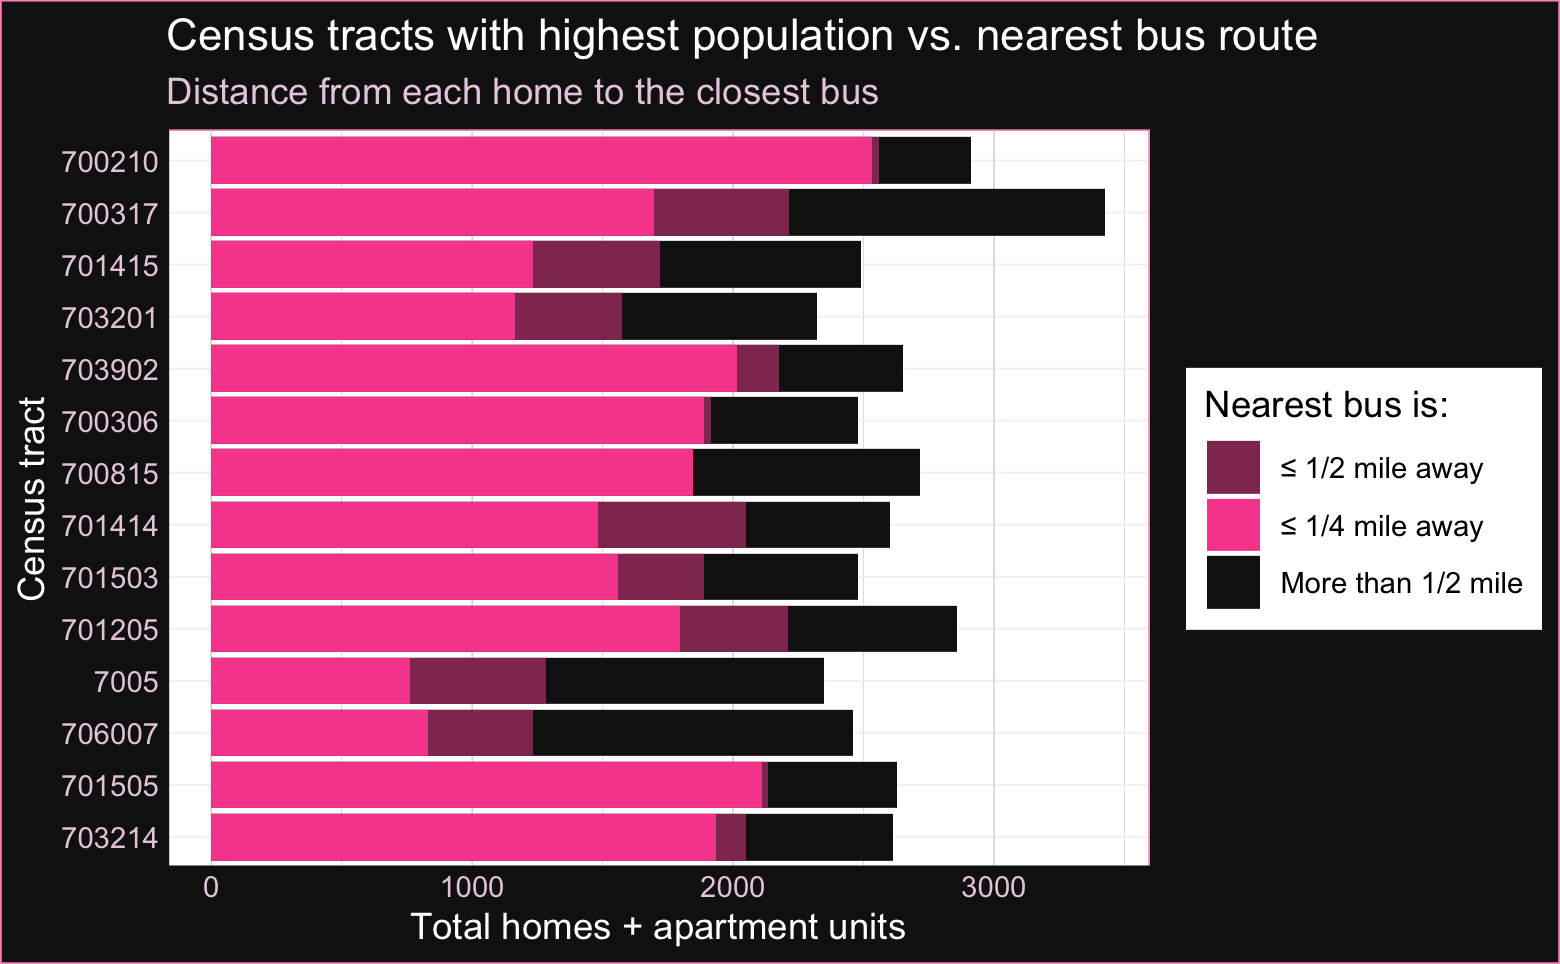 Census tracts with highest population vs. nearest bus route
Distance from each home to the closest bus
Census tract
700210
700317
701415
703201
703902
700306
700815
701414
701503
701205
7005
706007
701505
703214
0 1000 2000 3000
Total homes + apartment units
Nearest bus is:
≤ 1/2 mile away
≤ 1/4 mile away
More than 1/2 mile